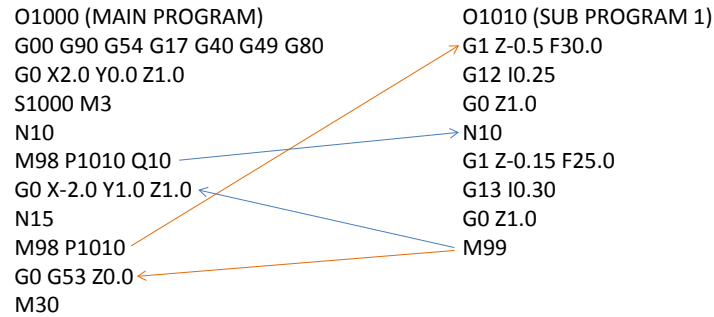 O1000 (MAIN PROGRAM)
G00 G90 G54 G17 G40 G49 G80
G0 X2.0 Y0.0 Z1.0
S1000 M3
N10
M98 P1010 Q10
G0 X-2.0 Y1.0 Z1.0
N15
M98 P1010
G0 G53 Z0.0
M30
O1010 (SUB PROGRAM 1)
G1 Z-0.5 F30.0
G12 I0.25
G0 Z1.0
N10
G1 Z-0.15 F25.0
G13 I0.30
G0 Z1.0
M99